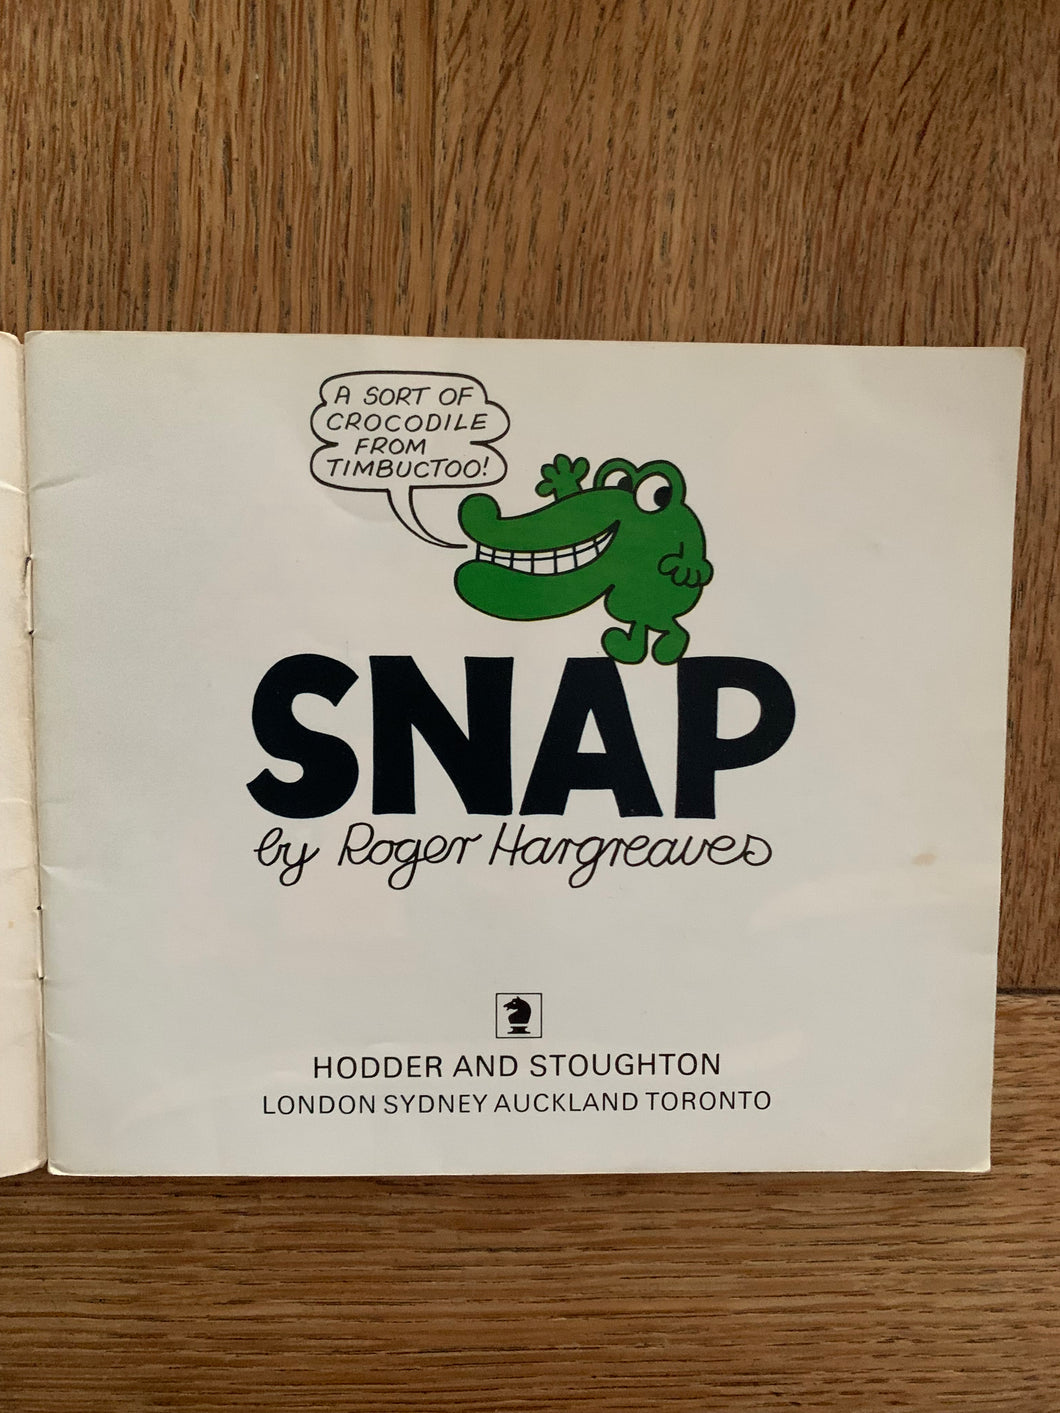 A SORT OF
CROCODILE
FROM
TIMBUCTOO!
SNAP
by Roger Hargreaves
HODDER AND STOUGHTON
LONDON SYDNEY AUCKLAND TORONTO